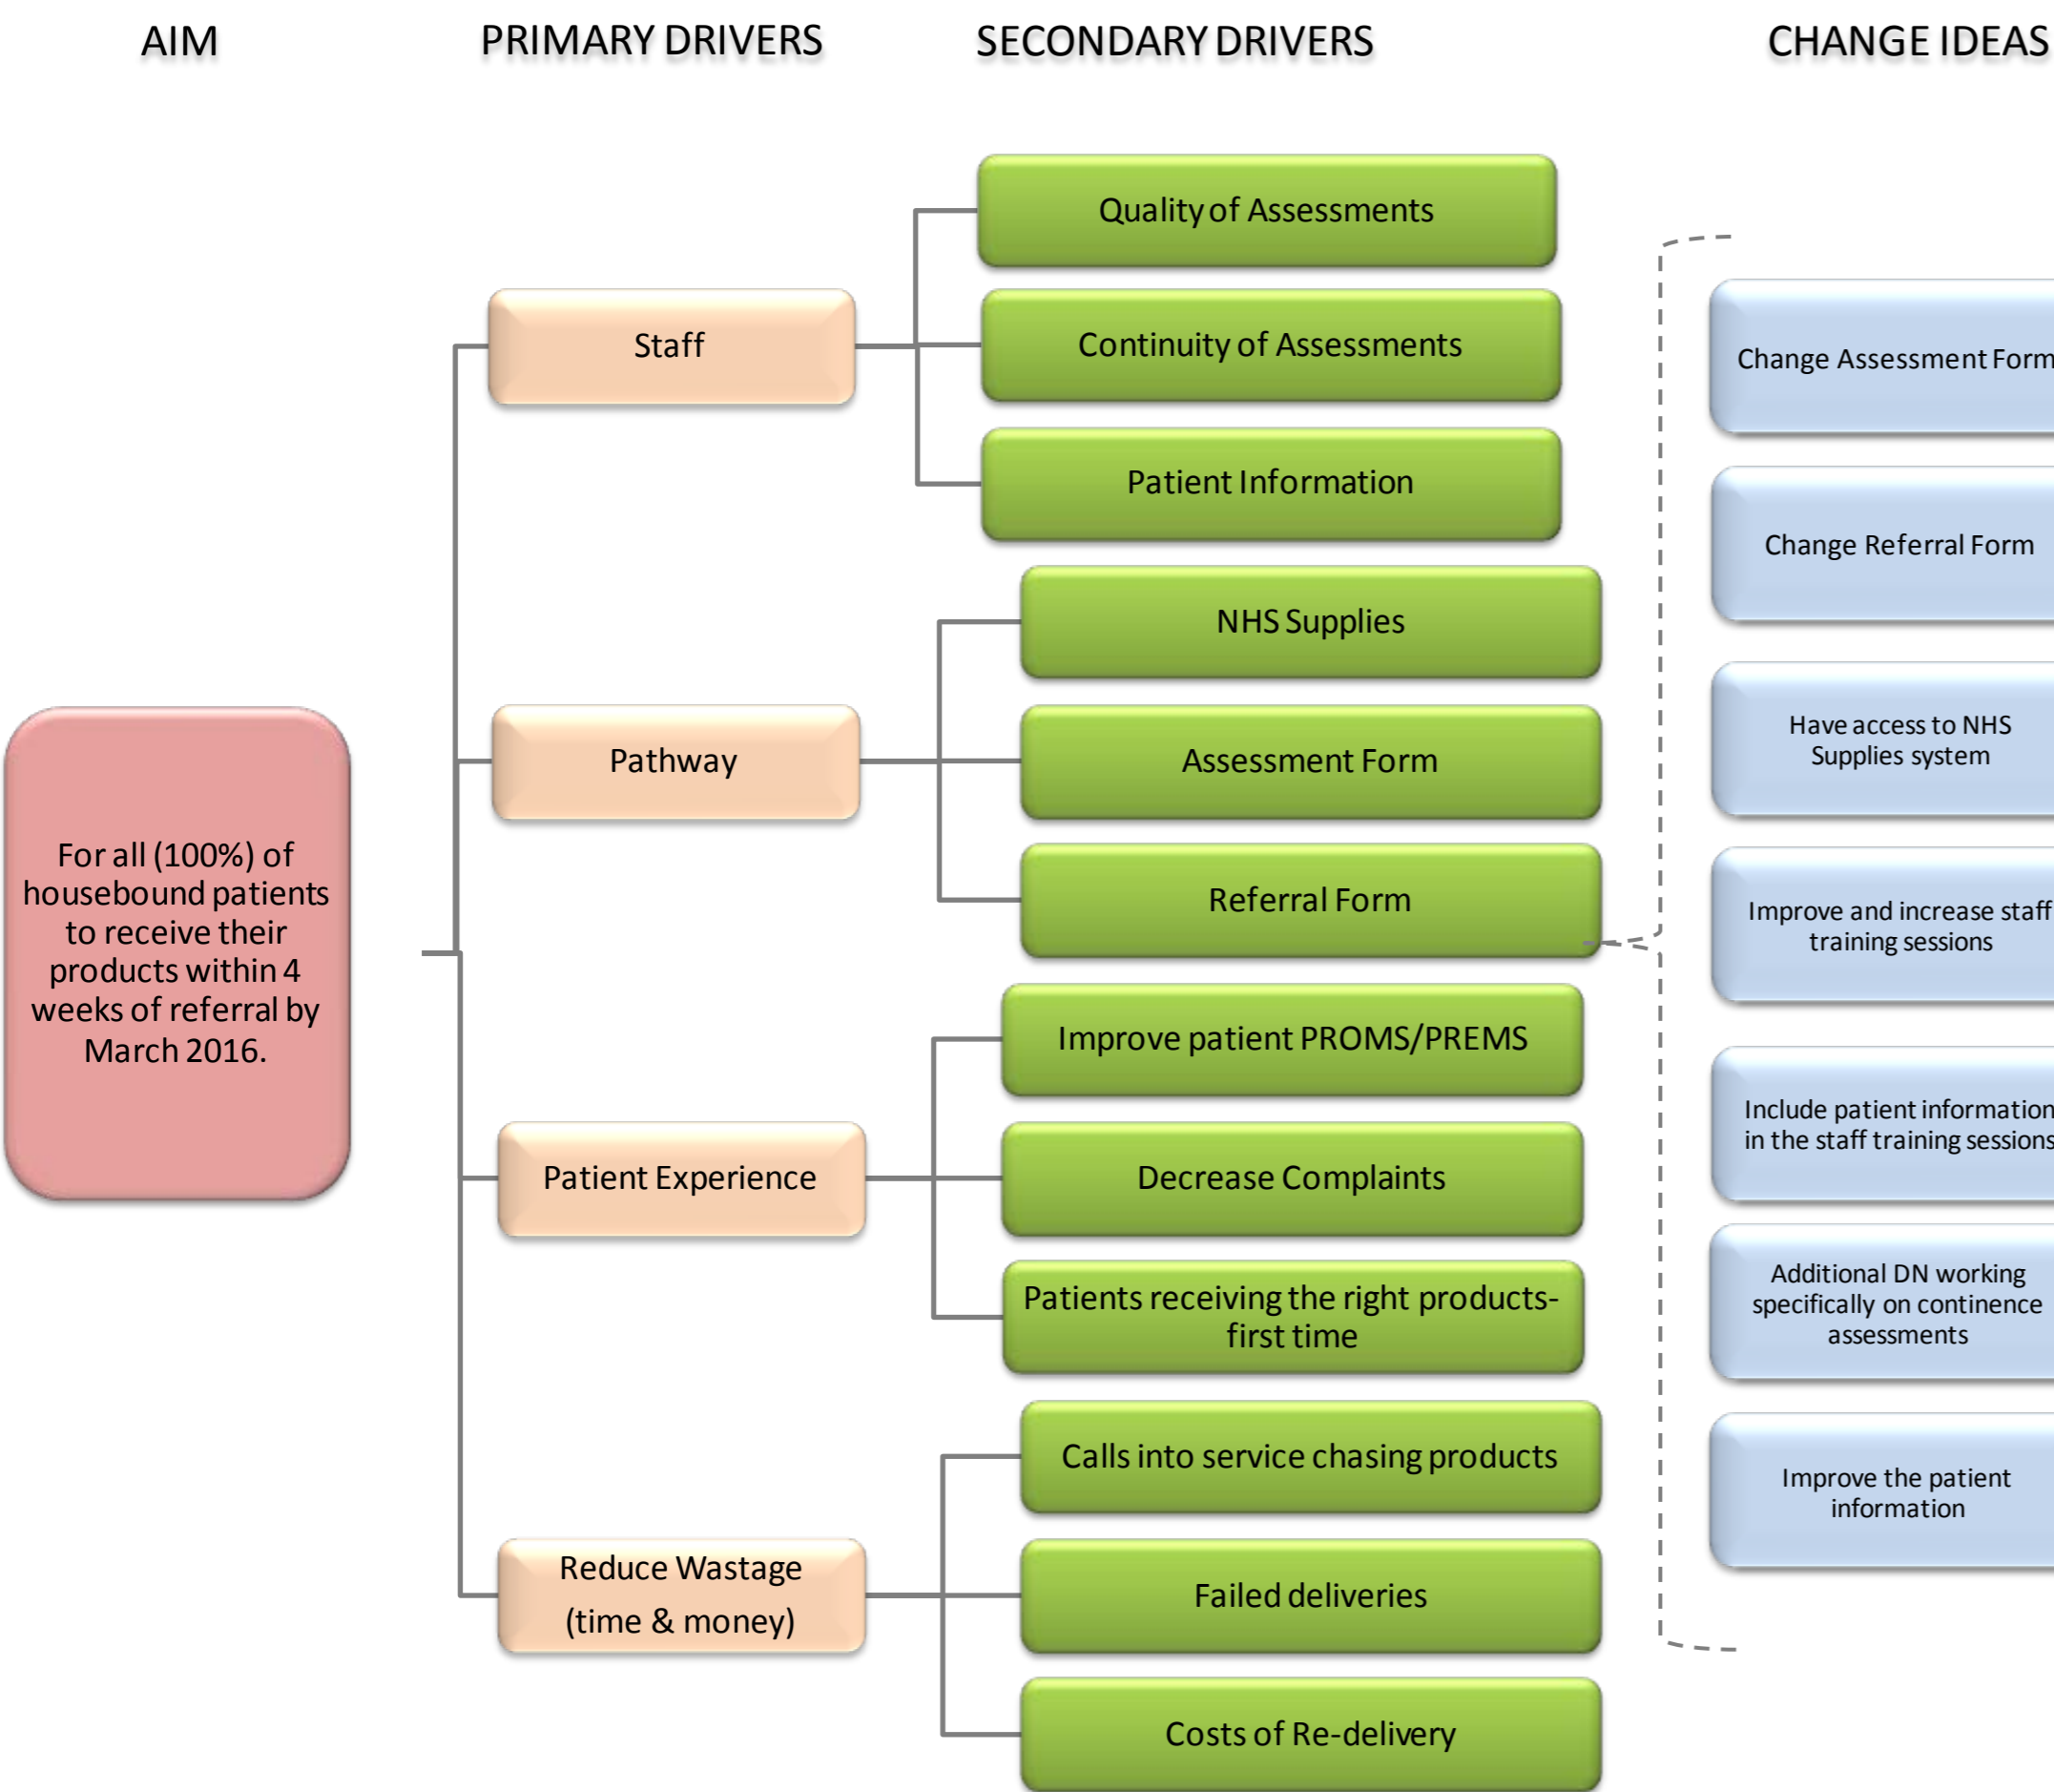 AIM
PRIMARY DRIVERS
SECONDARY DRIVERS
CHANGE IDEAS
For all (100%) of
housebound patients
to receive their
products within 4
weeks of referral by
March 2016.
Staff
Pathway
Patient Experience
Reduce Wastage
(time & money)
Quality of Assessments
Continuity of Assessments
Patient Information
NHS Supplies
Assessment Form
Referral Form
Improve patient PROMS/PREMS
Decrease Complaints
Patients receiving the right products-
first time
Calls into service chasing products
Failed deliveries
Costs of Re-delivery
Change Assessment Form
Change Referral Form
Have access to NHS
Supplies system
Improve and increase staff
training sessions
Include patient information
in the staff training sessions
Additional DN working
specifically on continence
assessments
Improve the patient
information